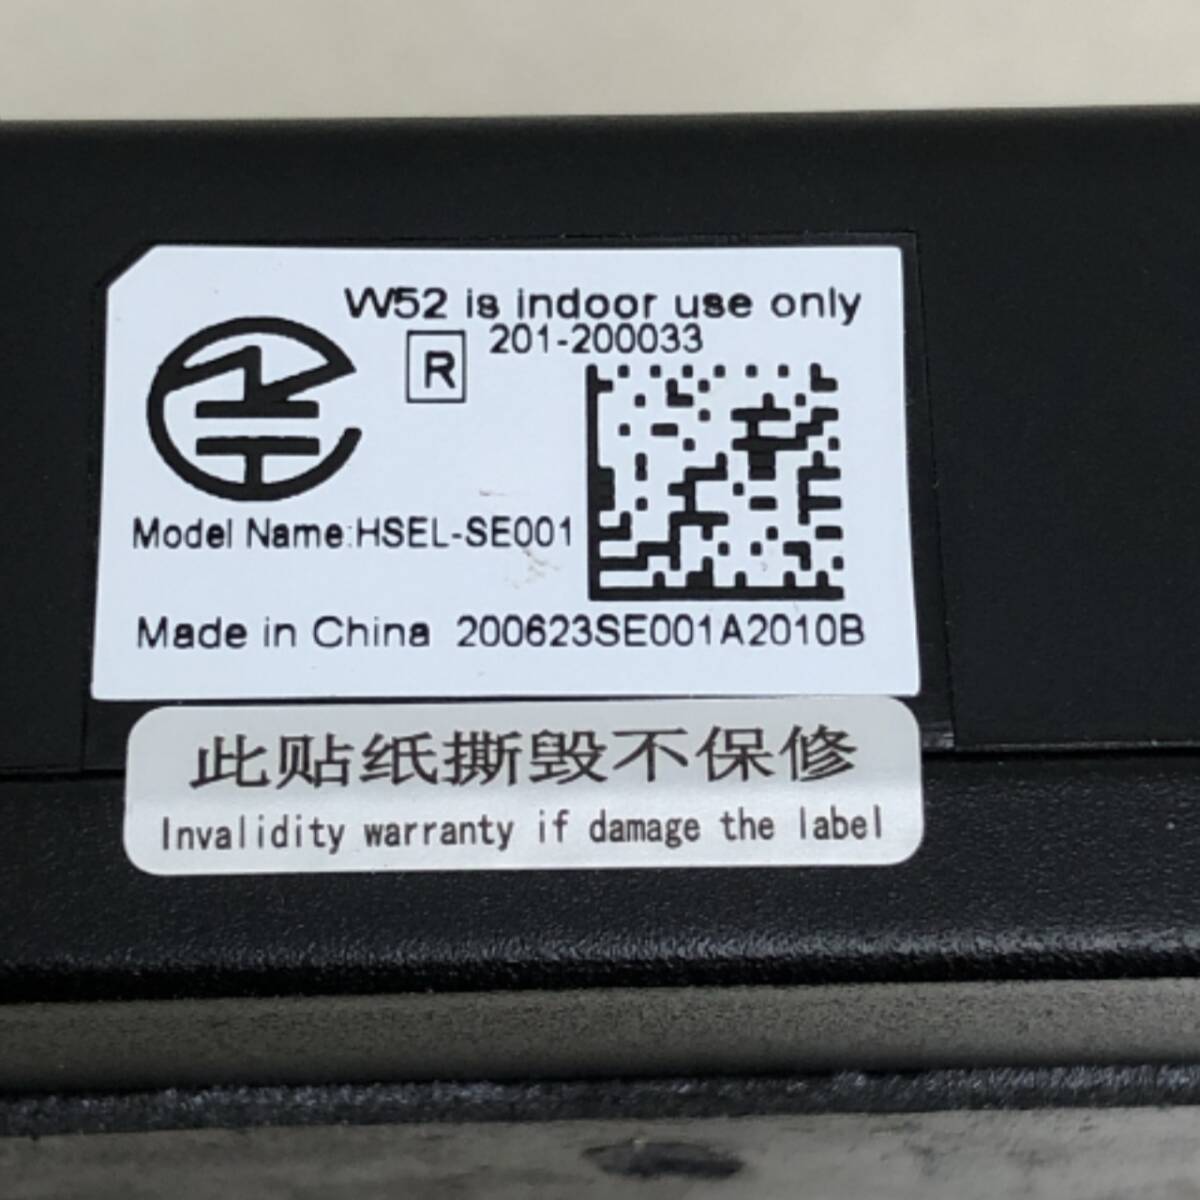 W52 is indoor use only
R 201-200033
Model Name:HSEL-SE001
Made in China 200623SE001A2010B
此贴纸撕毁不保修
Invalidity warranty if damage the label